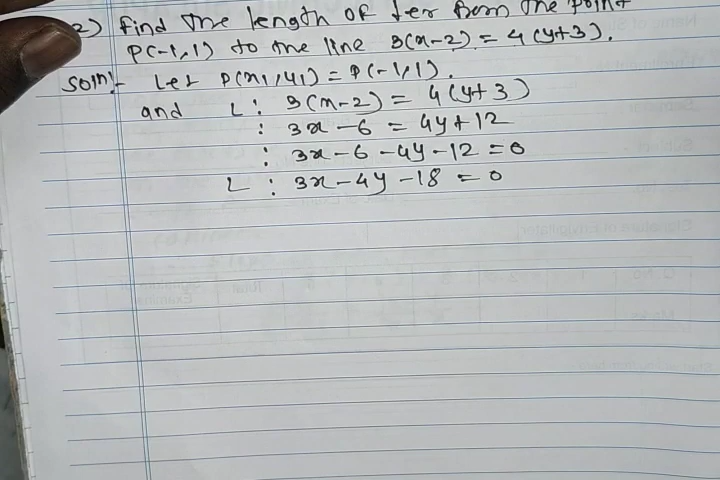 2) Find the length of ter from the point
P(-1,1) to the line 3(x-2) = 4(y+3).
Soln:- Let P(x1,y1) = P(-1,1).
and L : 3(x-2) = 4(y+3)
: 3x - 6 = 4y + 12
: 3x - 6 - 4y - 12 = 0
L : 3x - 4y - 18 = 0